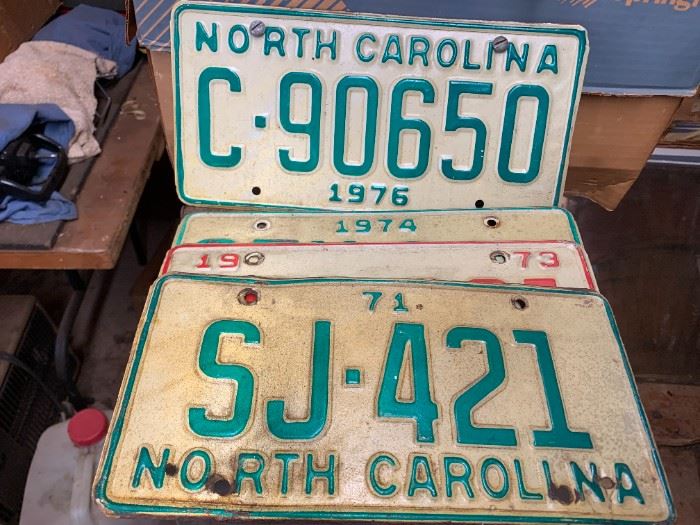 NORTH CAROLINA
C·90650
1976
1974
19 73
71
SJ·421
NORTH CAROLINA